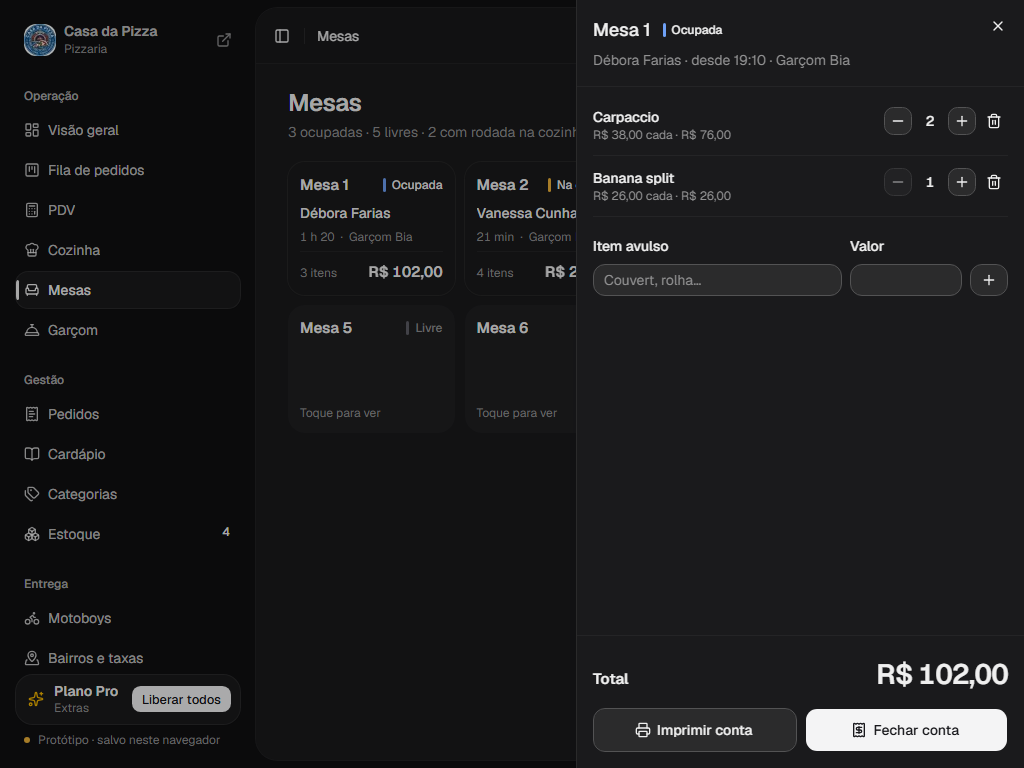 Casa da Pizza
Pizzaria
Operação
Visão geral
Fila de pedidos
PDV
Cozinha
Mesas
Garçom
Gestão
Pedidos
Cardápio
Categorias
Estoque 4
Entrega
Motoboys
Bairros e taxas
Plano Pro
Extras
Liberar todos
Protótipo · salvo neste navegador
Mesas
Mesas
3 ocupadas · 5 livres · 2 com rodada na cozin
Mesa 1 Ocupada
Débora Farias
1 h 20 · Garçom Bia
3 itens R$ 102,00
Mesa 2 Na
Vanessa Cunha
21 min · Garçom
4 itens R$ 2
Mesa 5 Livre
Toque para ver
Mesa 6
Toque para ver
Mesa 1 Ocupada
Débora Farias · desde 19:10 · Garçom Bia
Carpaccio
R$ 38,00 cada · R$ 76,00
2
Banana split
R$ 26,00 cada · R$ 26,00
1
Item avulso Valor
Couvert, rolha...
Total R$ 102,00
Imprimir conta Fechar conta